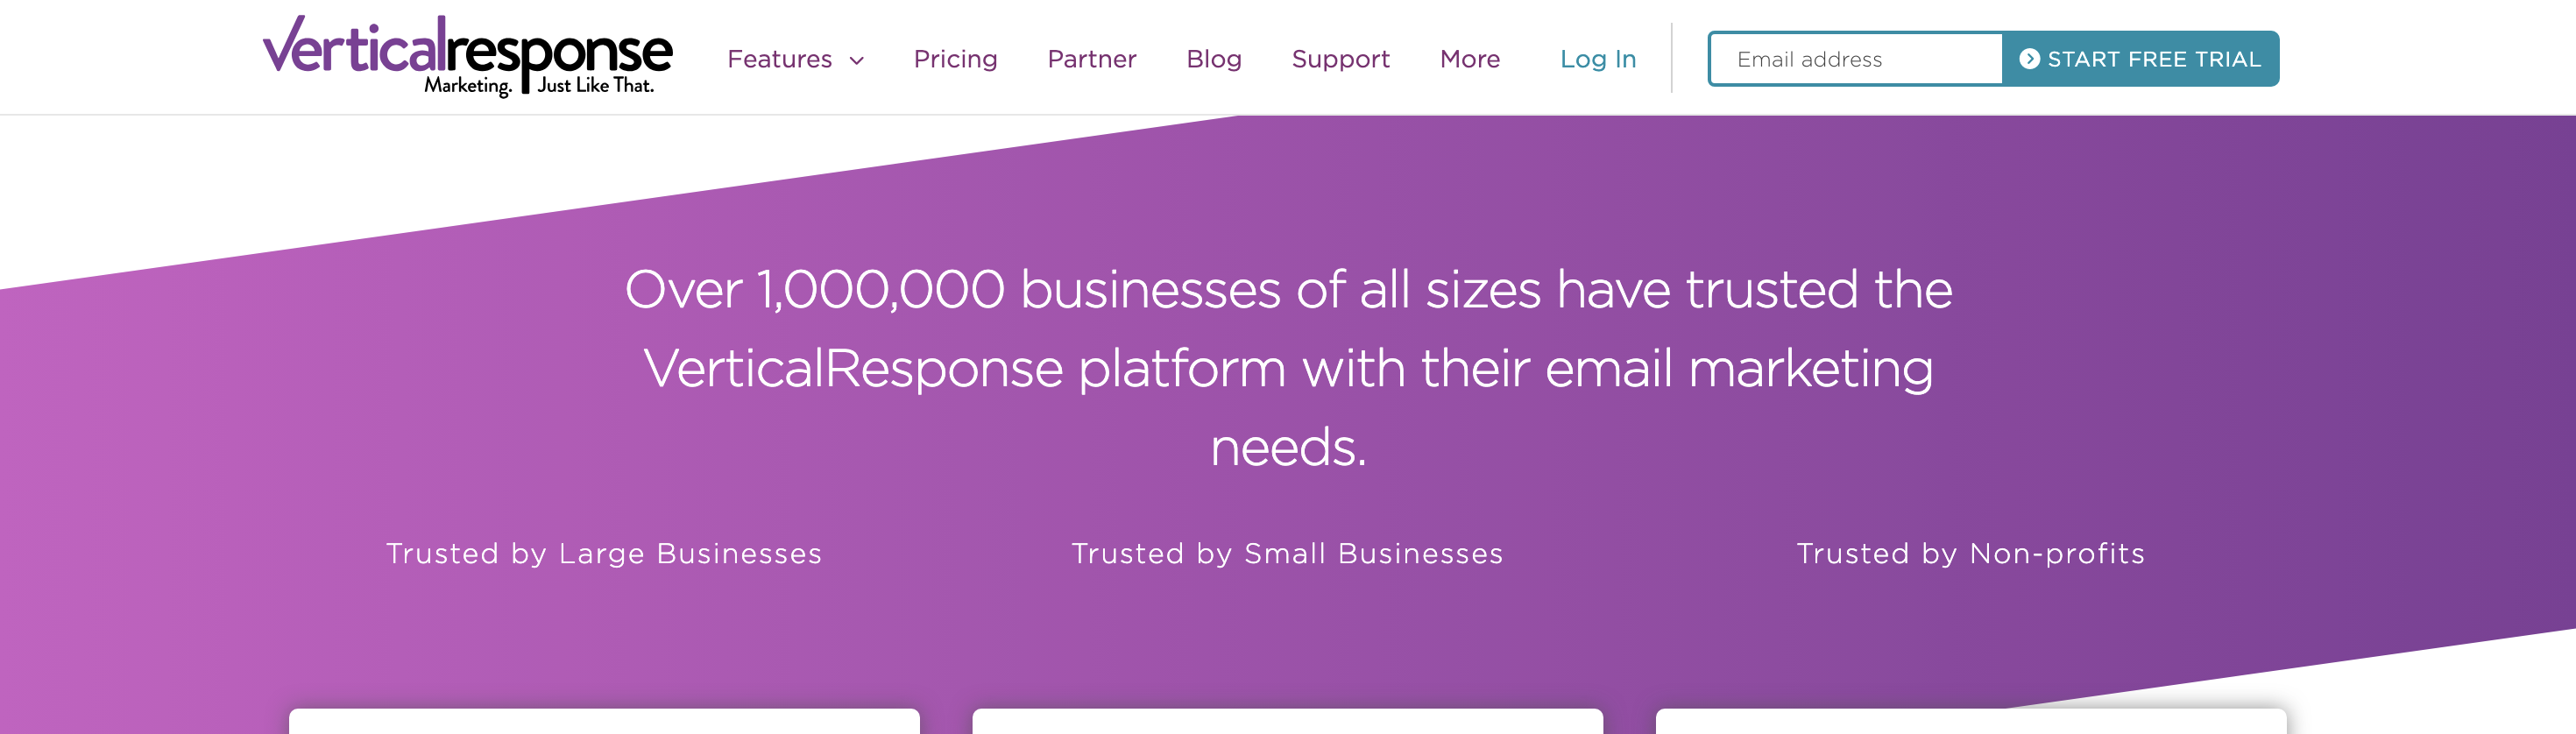 verticalresponse
Marketing. Just Like That.
Features
Pricing
Partner
Blog
Support
More
Log In
Email address
START FREE TRIAL
Over 1,000,000 businesses of all sizes have trusted the
VerticalResponse platform with their email marketing
needs.
Trusted by Large Businesses
Trusted by Small Businesses
Trusted by Non-profits